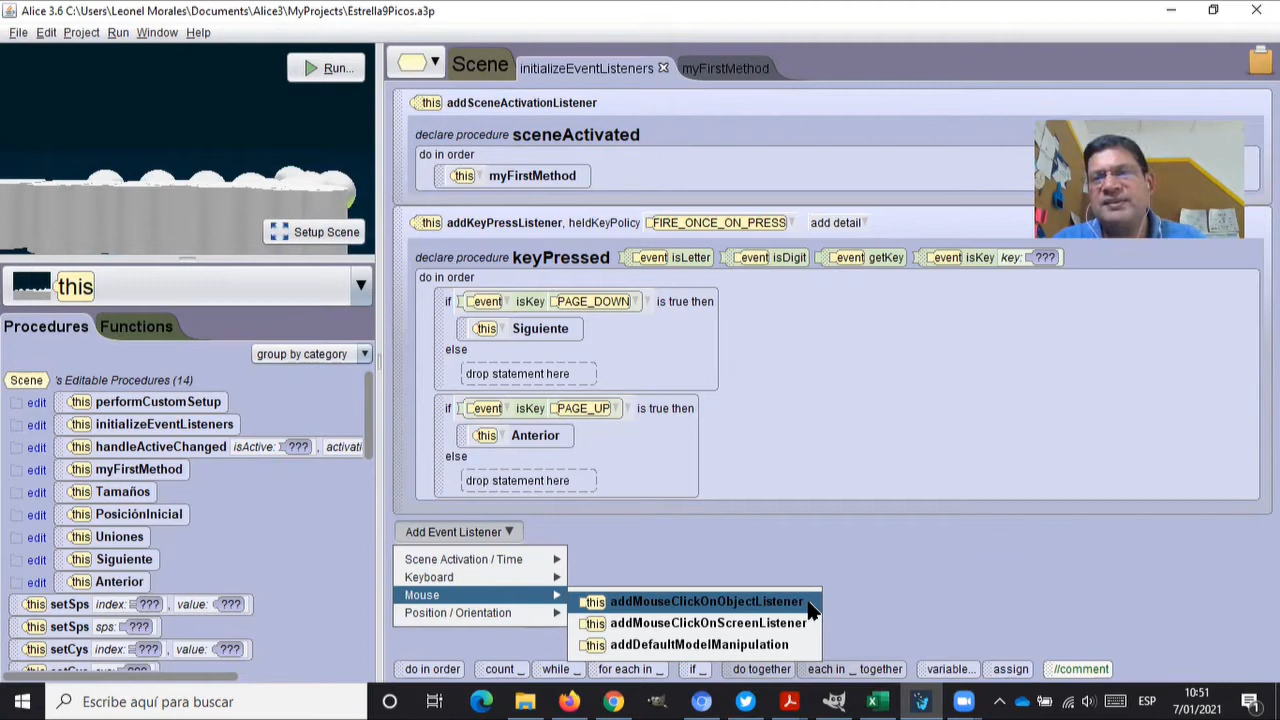 Alice 3.6 C:\Users\Leonel Morales\Documents\Alice3\MyProjects\Estrella9Picos.a3p
File Edit Project Run Window Help
Run...
Setup Scene
this
Procedures Functions
group by category
Scene 's Editable Procedures (14)
edit this performCustomSetup
edit this initializeEventListeners
edit this handleActiveChanged isActive: ??? , activati
edit this myFirstMethod
edit this Tamaños
edit this PosiciónInicial
edit this Uniones
edit this Siguiente
edit this Anterior
this setSps index: ??? , value: ???
this setSps sps: ???
this setCys index: ??? , value: ???
Scene initializeEventListeners myFirstMethod
this addSceneActivationListener
declare procedure sceneActivated
do in order
this myFirstMethod
this addKeyPressListener, heldKeyPolicy FIRE_ONCE_ON_PRESS add detail
declare procedure keyPressed event isLetter event isDigit event getKey event isKey key: ???
do in order
if event isKey PAGE_DOWN is true then
this Siguiente
else
drop statement here
if event isKey PAGE_UP is true then
this Anterior
else
drop statement here
Add Event Listener
Scene Activation / Time
Keyboard
Mouse
Position / Orientation
this addMouseClickOnObjectListener
this addMouseClickOnScreenListener
this addDefaultModelManipulation
do in order count _ while _ for each in _ if _ do together each in _ together variable... assign //comment
Escribe aquí para buscar
ESP
10:51
7/01/2021
1